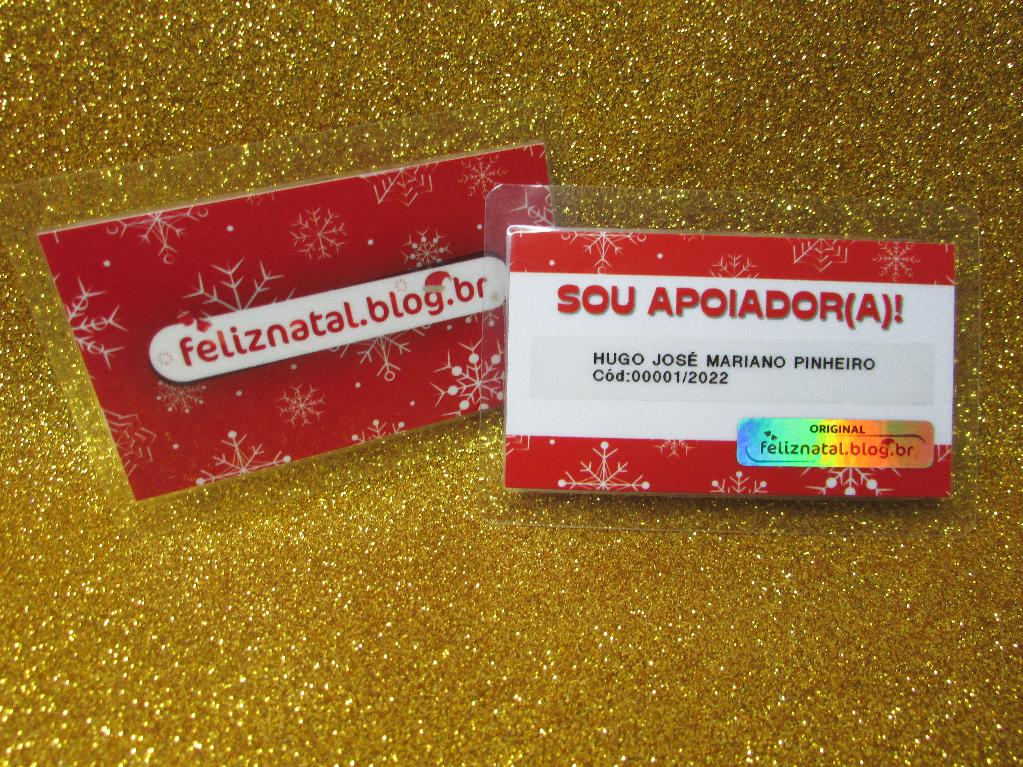 feliznatal.blog.br
SOU APOIADOR(A)!
HUGO JOSÉ MARIANO PINHEIRO
Cód:00001/2022
ORIGINAL
feliznatal.blog.br